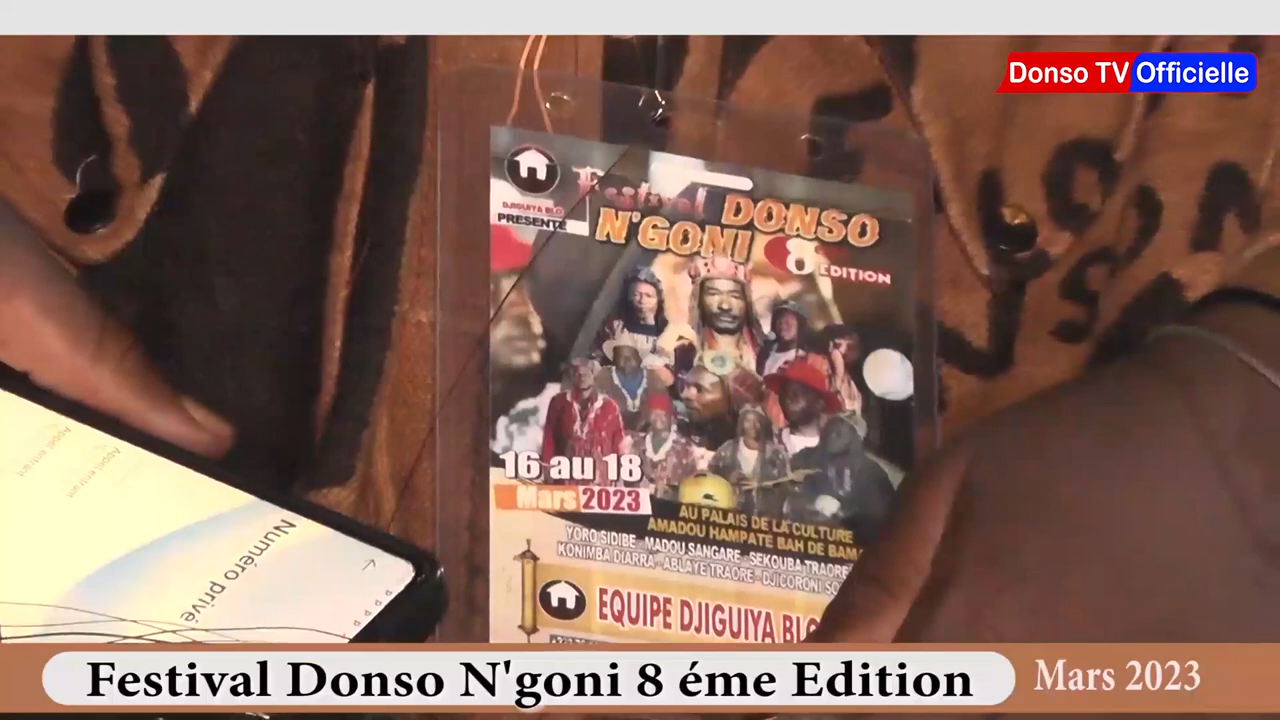 Donso TV Officielle
DJIGUIYA BLO
PRESENTE
Festival DONSO
N'GONI 8 EDITION
16 au 18
Mars 2023
AU PALAIS DE LA CULTURE
AMADOU HAMPATE BAH DE
YORO SIDIBE - MADOU SANGARE - SEKOUBA TRAORE
KONIMBA DIARRA - ABLAYE TRAORE - DJICORONI
EQUIPE DJIGUIYA
Appel entrant
Appel entrant
Numéro privé
Festival Donso N'goni 8 éme Edition
Mars 2023